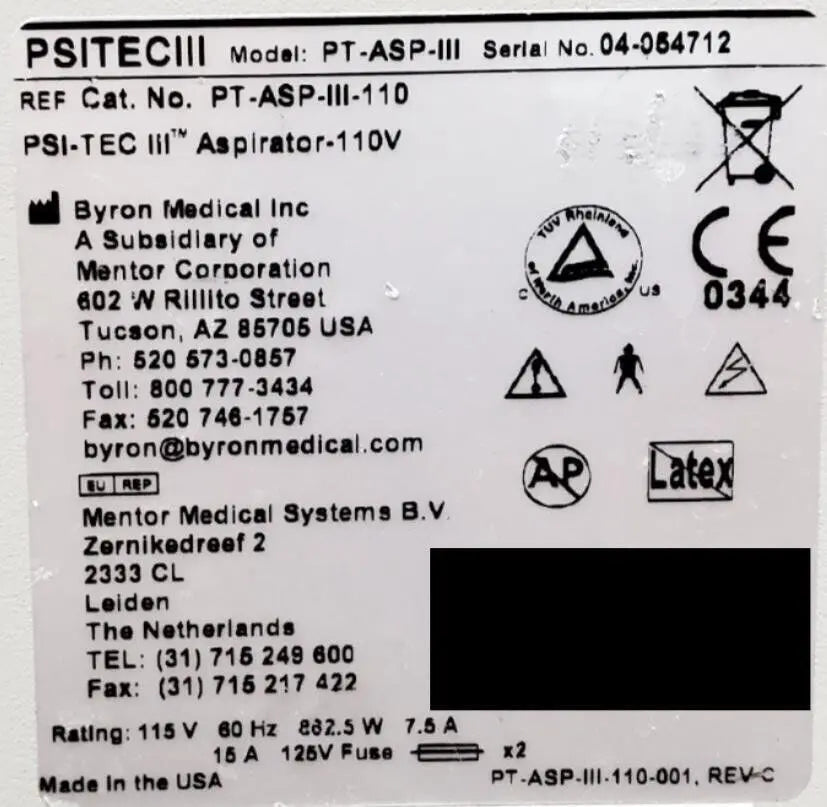 PSITECIII Model: PT-ASP-III Serial No. 04-054712
REF Cat. No. PT-ASP-III-110
PSI-TEC III™ Aspirator-110V
Byron Medical Inc
A Subsidiary of
Mentor Corporation
602 W Rillito Street
Tucson, AZ 85705 USA
Ph: 520 573-0857
Toll: 800 777-3434
Fax: 520 746-1757
byron@byronmedical.com
EU REP
Mentor Medical Systems B.V.
Zernikedreef 2
2333 CL
Leiden
The Netherlands
TEL: (31) 715 249 600
Fax: (31) 715 217 422
TUV Rheinland
of North America, Inc.
C US
CE
0344
AP
Latex
Rating: 115 V 60 Hz 862.5 W 7.5 A
15 A 125V Fuse x2
Made in the USA
PT-ASP-III-110-001, REV C